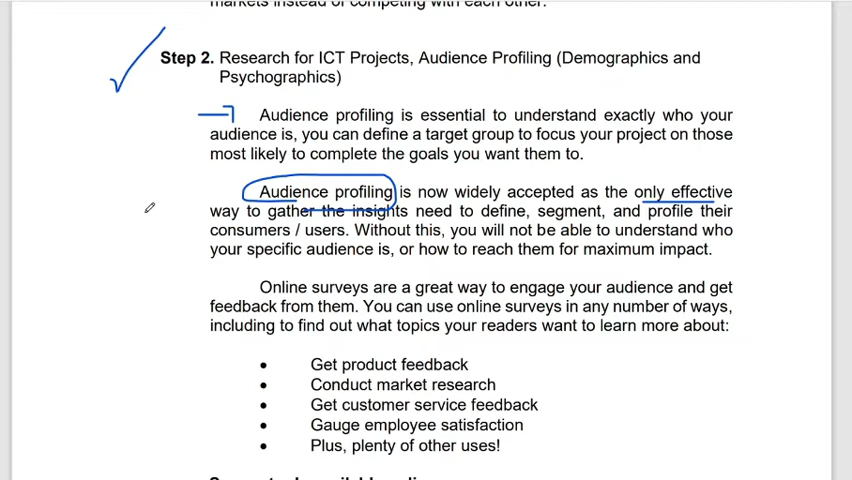 markets instead of competing with each other.
Step 2. Research for ICT Projects, Audience Profiling (Demographics and
Psychographics)
Audience profiling is essential to understand exactly who your
audience is, you can define a target group to focus your project on those
most likely to complete the goals you want them to.
Audience profiling is now widely accepted as the only effective
way to gather the insights need to define, segment, and profile their
consumers / users. Without this, you will not be able to understand who
your specific audience is, or how to reach them for maximum impact.
Online surveys are a great way to engage your audience and get
feedback from them. You can use online surveys in any number of ways,
including to find out what topics your readers want to learn more about:
• Get product feedback
• Conduct market research
• Get customer service feedback
• Gauge employee satisfaction
• Plus, plenty of other uses!